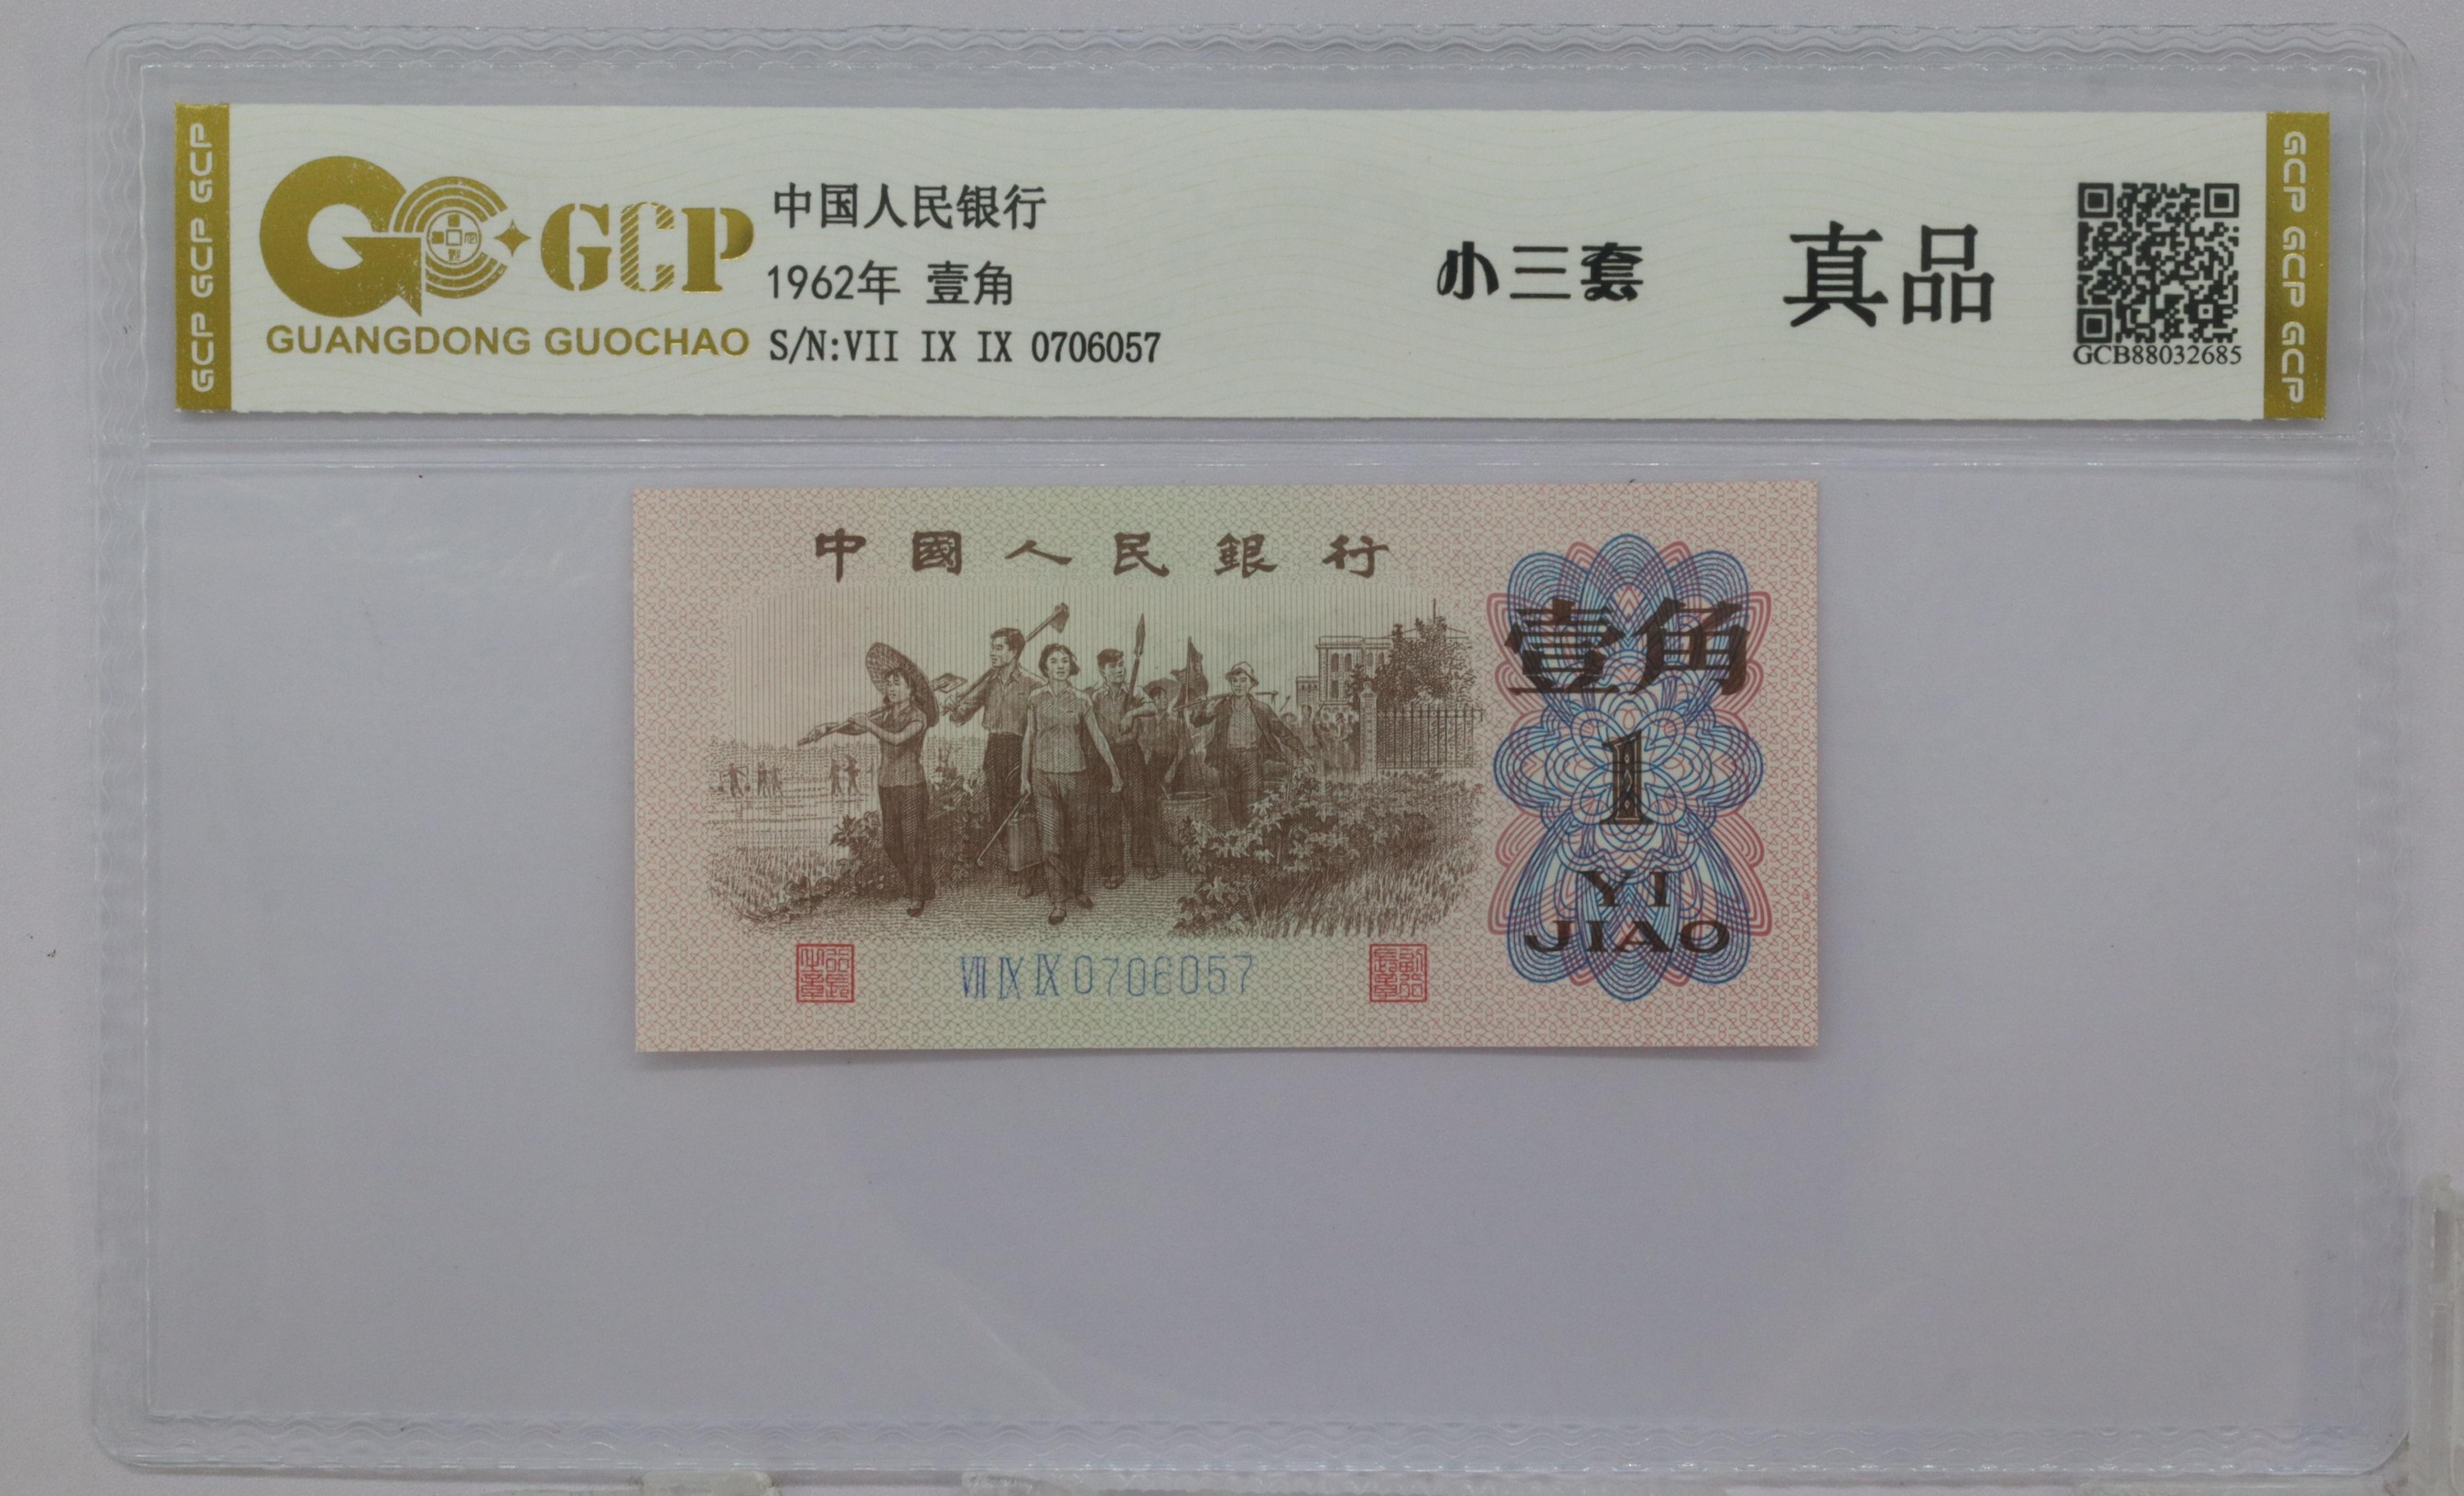 GCP GCP GCP
GCP
GUANGDONG GUOCHAO
中国人民银行
1962年 壹角
S/N:VII IX IX 0706057
小三套
真品
GCB88032685
GCP GCP GCP
中國人民銀行
壹角
1
YI
JIAO
VII IX IX 0706057